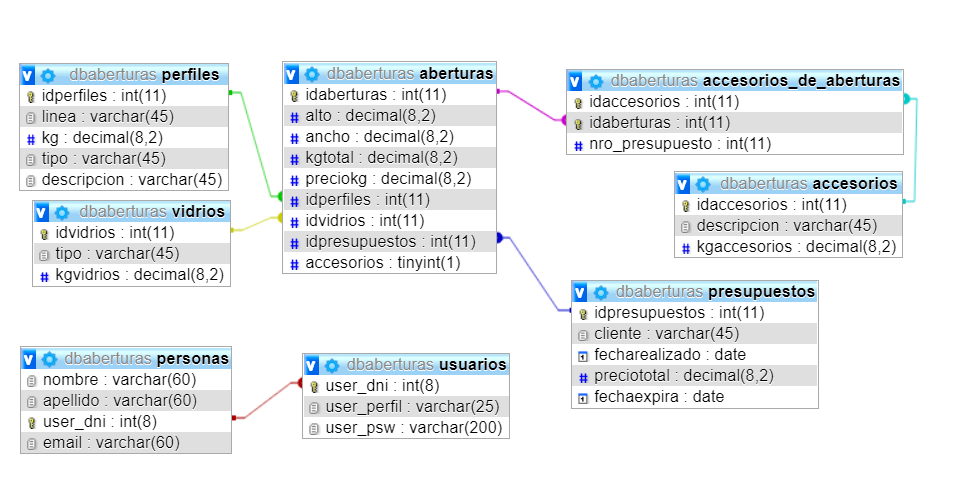 dbaberturas perfiles
idperfiles : int(11)
linea : varchar(45)
kg : decimal(8,2)
tipo : varchar(45)
descripcion : varchar(45)
dbaberturas vidrios
idvidrios : int(11)
tipo : varchar(45)
kgvidrios : decimal(8,2)
dbaberturas aberturas
idaberturas : int(11)
alto : decimal(8,2)
ancho : decimal(8,2)
kgtotal : decimal(8,2)
preciokg : decimal(8,2)
idperfiles : int(11)
idvidrios : int(11)
idpresupuestos : int(11)
accesorios : tinyint(1)
dbaberturas accesorios_de_aberturas
idaccesorios : int(11)
idaberturas : int(11)
nro_presupuesto : int(11)
dbaberturas accesorios
idaccesorios : int(11)
descripcion : varchar(45)
kgaccesorios : decimal(8,2)
dbaberturas presupuestos
idpresupuestos : int(11)
cliente : varchar(45)
fecharealizado : date
preciototal : decimal(8,2)
fechaexpira : date
dbaberturas personas
nombre : varchar(60)
apellido : varchar(60)
user_dni : int(8)
email : varchar(60)
dbaberturas usuarios
user_dni : int(8)
user_perfil : varchar(25)
user_psw : varchar(200)